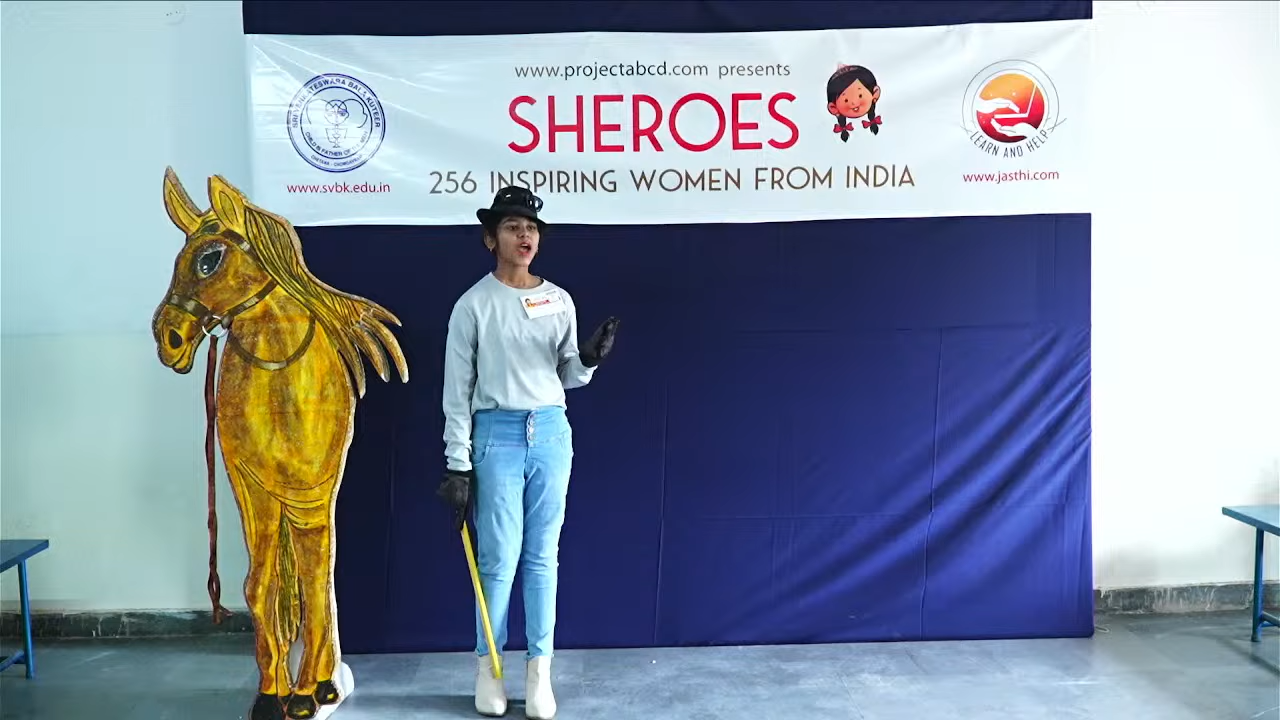 www.projectabcd.com presents
SHEROES
256 INSPIRING WOMEN FROM INDIA
www.svbk.edu.in
LEARN AND HELP
www.jasthi.com